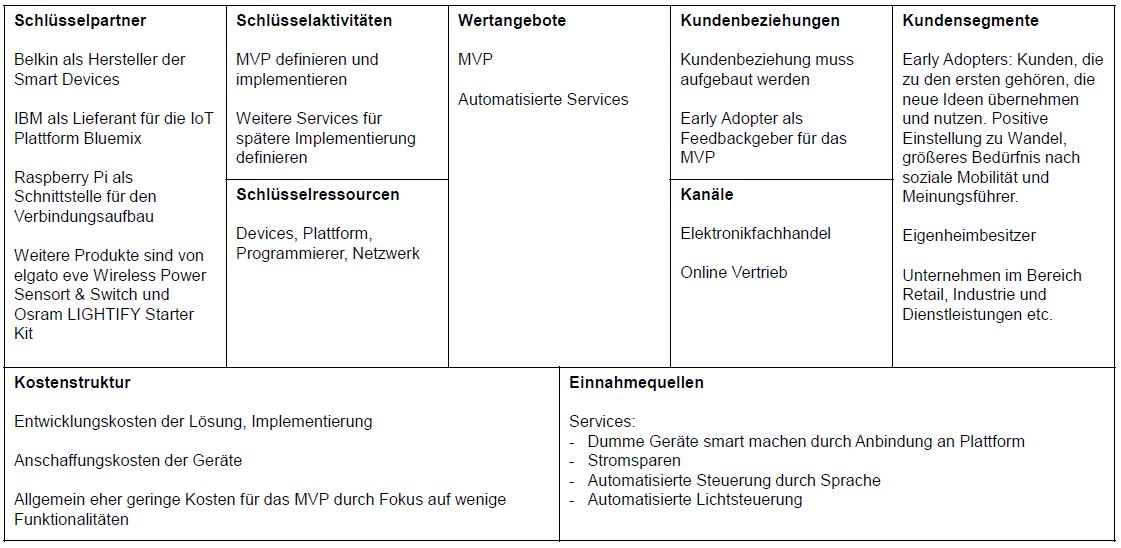 Schlüsselpartner
Belkin als Hersteller der
Smart Devices
IBM als Lieferant für die IoT
Plattform Bluemix
Raspberry Pi als
Schnittstelle für den
Verbindungsaufbau
Weitere Produkte sind von
elgato eve Wireless Power
Sensort & Switch und
Osram LIGHTIFY Starter
Kit
Schlüsselaktivitäten
MVP definieren und
implementieren
Weitere Services für
spätere Implementierung
definieren
Schlüsselressourcen
Devices, Plattform,
Programmierer, Netzwerk
Wertangebote
MVP
Automatisierte Services
Kundenbeziehungen
Kundenbeziehung muss
aufgebaut werden
Early Adopter als
Feedbackgeber für das
MVP
Kanäle
Elektronikfachhandel
Online Vertrieb
Kundensegmente
Early Adopters: Kunden, die
zu den ersten gehören, die
neue Ideen übernehmen
und nutzen. Positive
Einstellung zu Wandel,
größeres Bedürfnis nach
soziale Mobilität und
Meinungsführer.
Eigenheimbesitzer
Unternehmen im Bereich
Retail, Industrie und
Dienstleistungen etc.
Kostenstruktur
Entwicklungskosten der Lösung, Implementierung
Anschaffungskosten der Geräte
Allgemein eher geringe Kosten für das MVP durch Fokus auf wenige
Funktionalitäten
Einnahmequellen
Services:
- Dumme Geräte smart machen durch Anbindung an Plattform
- Stromsparen
- Automatisierte Steuerung durch Sprache
- Automatisierte Lichtsteuerung